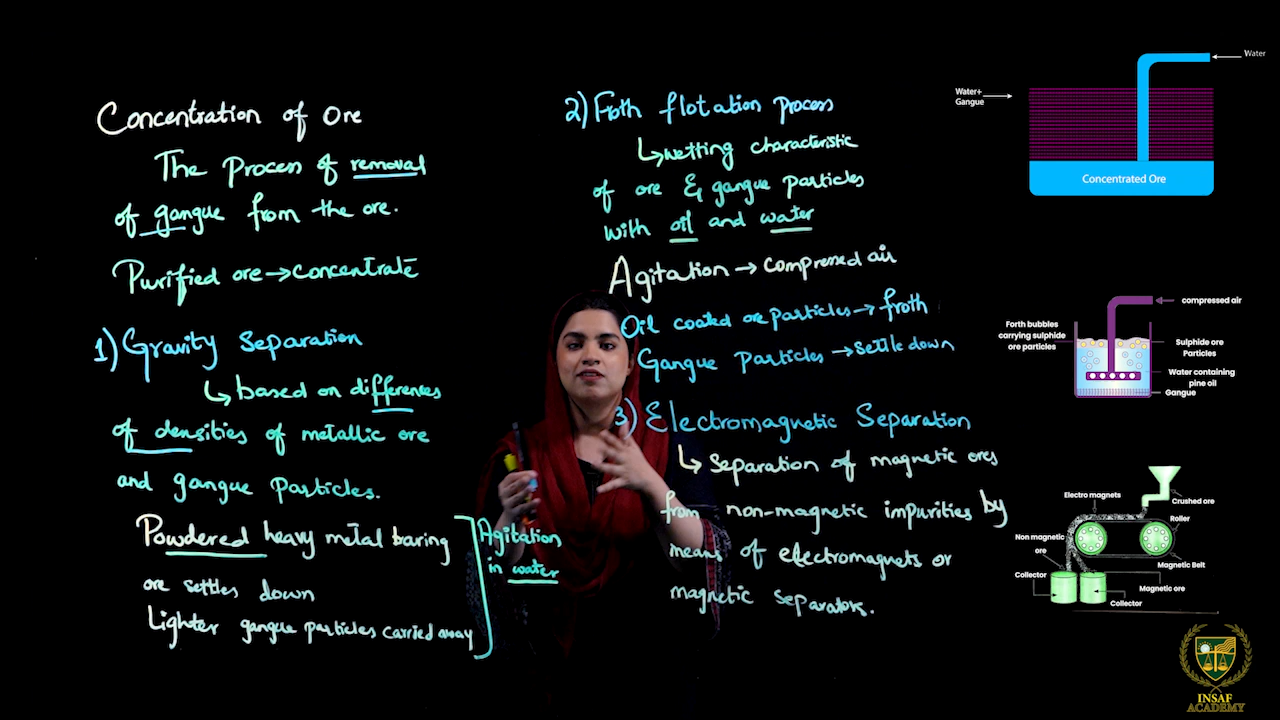 Concentration of Ore
The Process of removal
of gangue from the ore.
Purified ore → concentrate
1) Gravity Separation
↳ based on differences
of densities of metallic ore
and gangue particles.
Powdered heavy metal baring
ore settles down
Lighter gangue particles carried away
Agitation
in water
2) Froth flotation process
↳ wetting characteristic
of ore & gangue particles
with oil and water
Agitation → compressed air
Oil coated ore particles → froth
Gangue Particles → settle down
3) Electromagnetic Separation
↳ Separation of magnetic ores
from non-magnetic impurities by
means of electromagnets or
magnetic separators.
Water
Water+
Gangue
Concentrated Ore
compressed air
Forth bubbles
carrying sulphide
ore particles
Sulphide ore
Particles
Water containing
pine oil
Gangue
Electro magnets
Crushed ore
Roller
Non magnetic
ore
Magnetic Belt
Collector
Magnetic ore
Collector
INSAF
ACADEMY